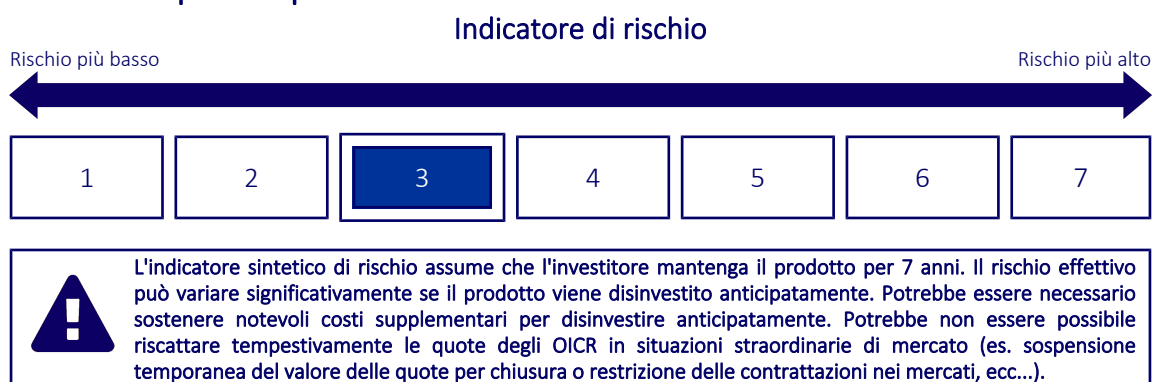 Indicatore di rischio
Rischio più basso
Rischio più alto
1
2
3
4
5
6
7
L'indicatore sintetico di rischio assume che l'investitore mantenga il prodotto per 7 anni. Il rischio effettivo
può variare significativamente se il prodotto viene disinvestito anticipatamente. Potrebbe essere necessario
sostenere notevoli costi supplementari per disinvestire anticipatamente. Potrebbe non essere possibile
riscattare tempestivamente le quote degli OICR in situazioni straordinarie di mercato (es. sospensione
temporanea del valore delle quote per chiusura o restrizione delle contrattazioni nei mercati, ecc...).